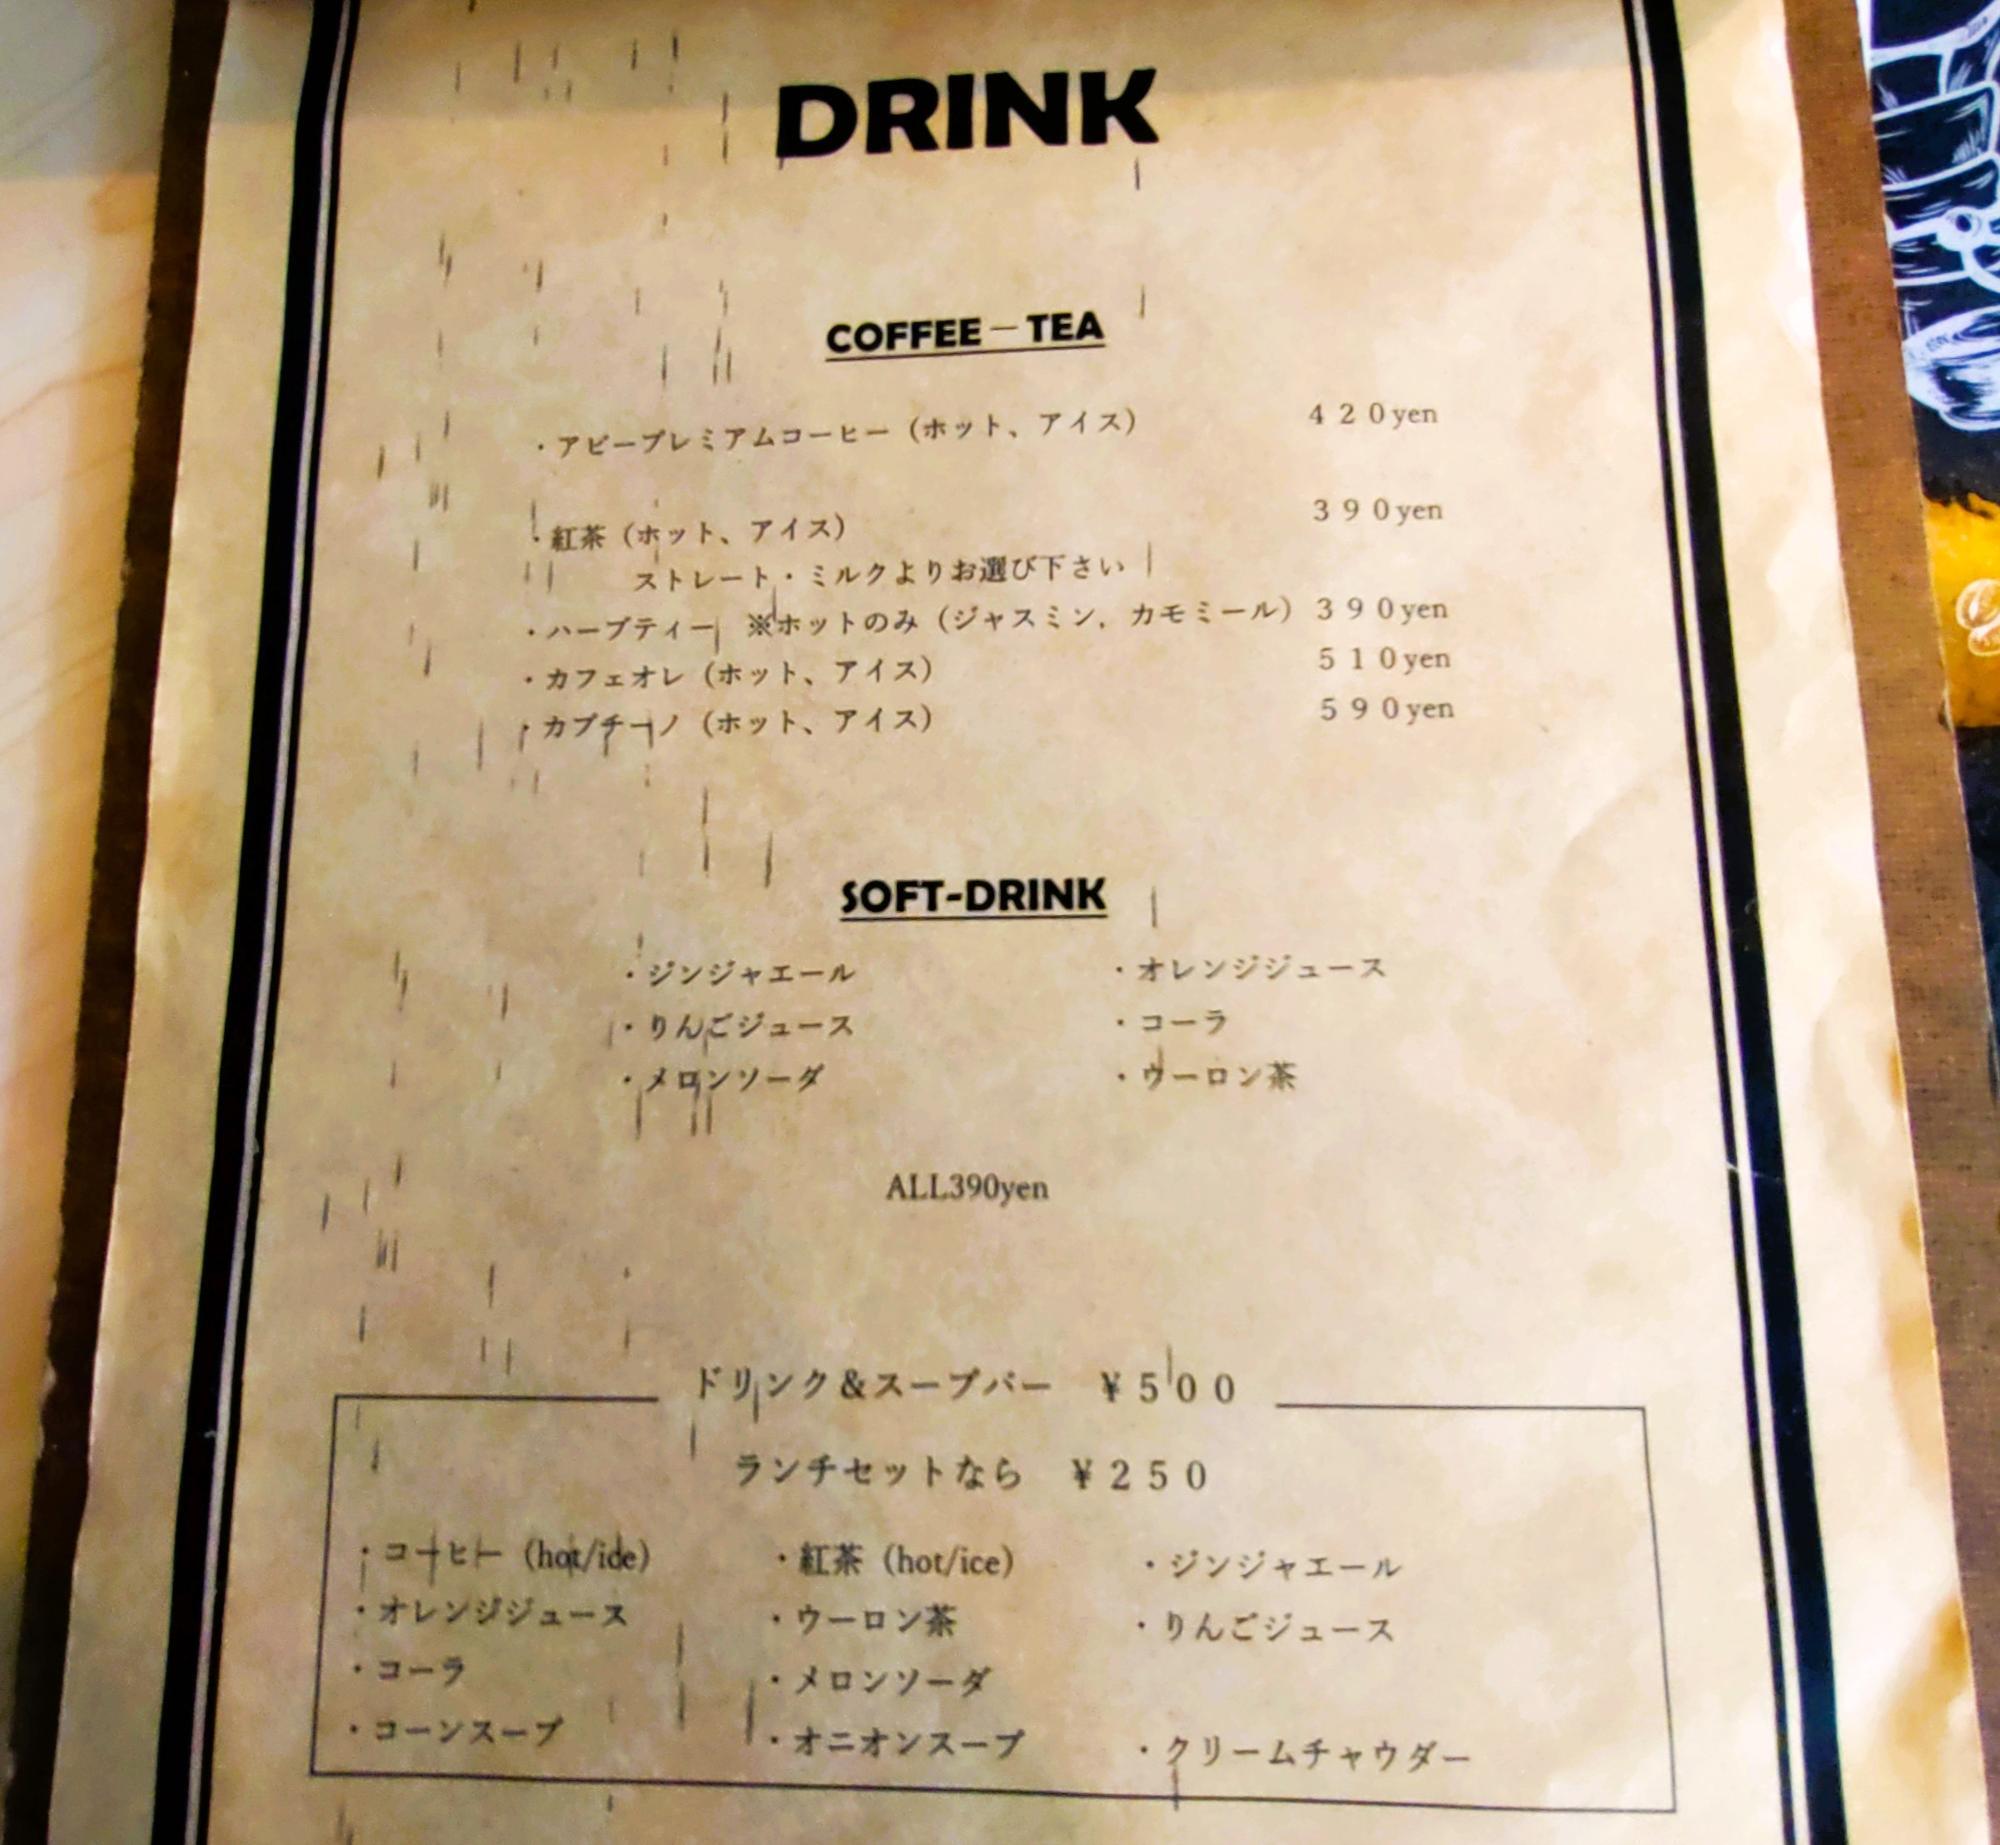 DRINK
COFFEE－TEA
・アビープレミアムコーヒー（ホット、アイス） ４２０yen
・紅茶（ホット、アイス） ３９０yen
ストレート・ミルクよりお選び下さい
・ハーブティー ※ホットのみ（ジャスミン，カモミール） ３９０yen
・カフェオレ（ホット、アイス） ５１０yen
・カプチーノ（ホット、アイス） ５９０yen
SOFT-DRINK
・ジンジャエール ・オレンジジュース
・りんごジュース ・コーラ
・メロンソーダ ・ウーロン茶
ALL390yen
ドリンク＆スープバー ￥５００
ランチセットなら ￥２５０
・コーヒー（hot/ide） ・紅茶（hot/ice） ・ジンジャエール
・オレンジジュース ・ウーロン茶 ・りんごジュース
・コーラ ・メロンソーダ
・コーンスープ ・オニオンスープ ・クリームチャウダー